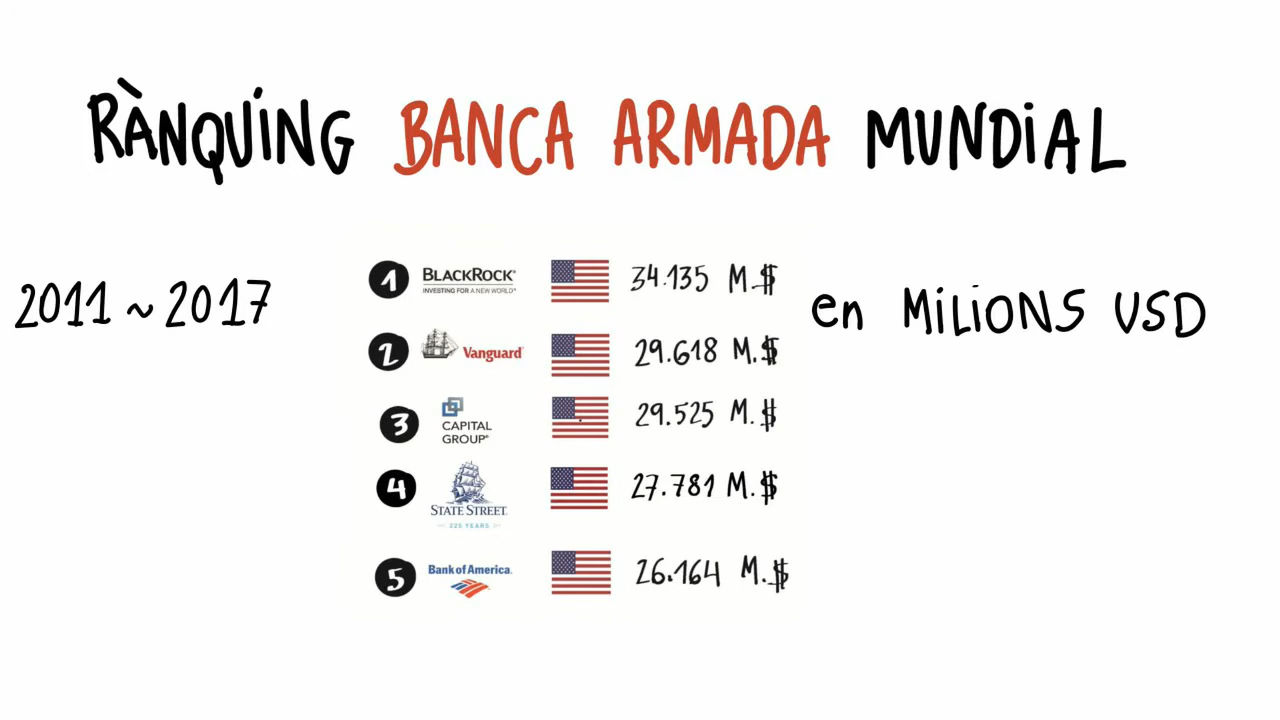 RÀNQUÍNG BANCA ARMADA MUNDIAL
2011 ~ 2017
en MILIONS USD
1 BLACKROCK® 34.135 M.$
INVESTING FOR A NEW WORLD®
2 Vanguard® 29.618 M.$
3 CAPITAL GROUP® 29.525 M.$
4 STATE STREET. 27.781 M.$
225 YEARS
5 Bank of America. 26.164 M.$